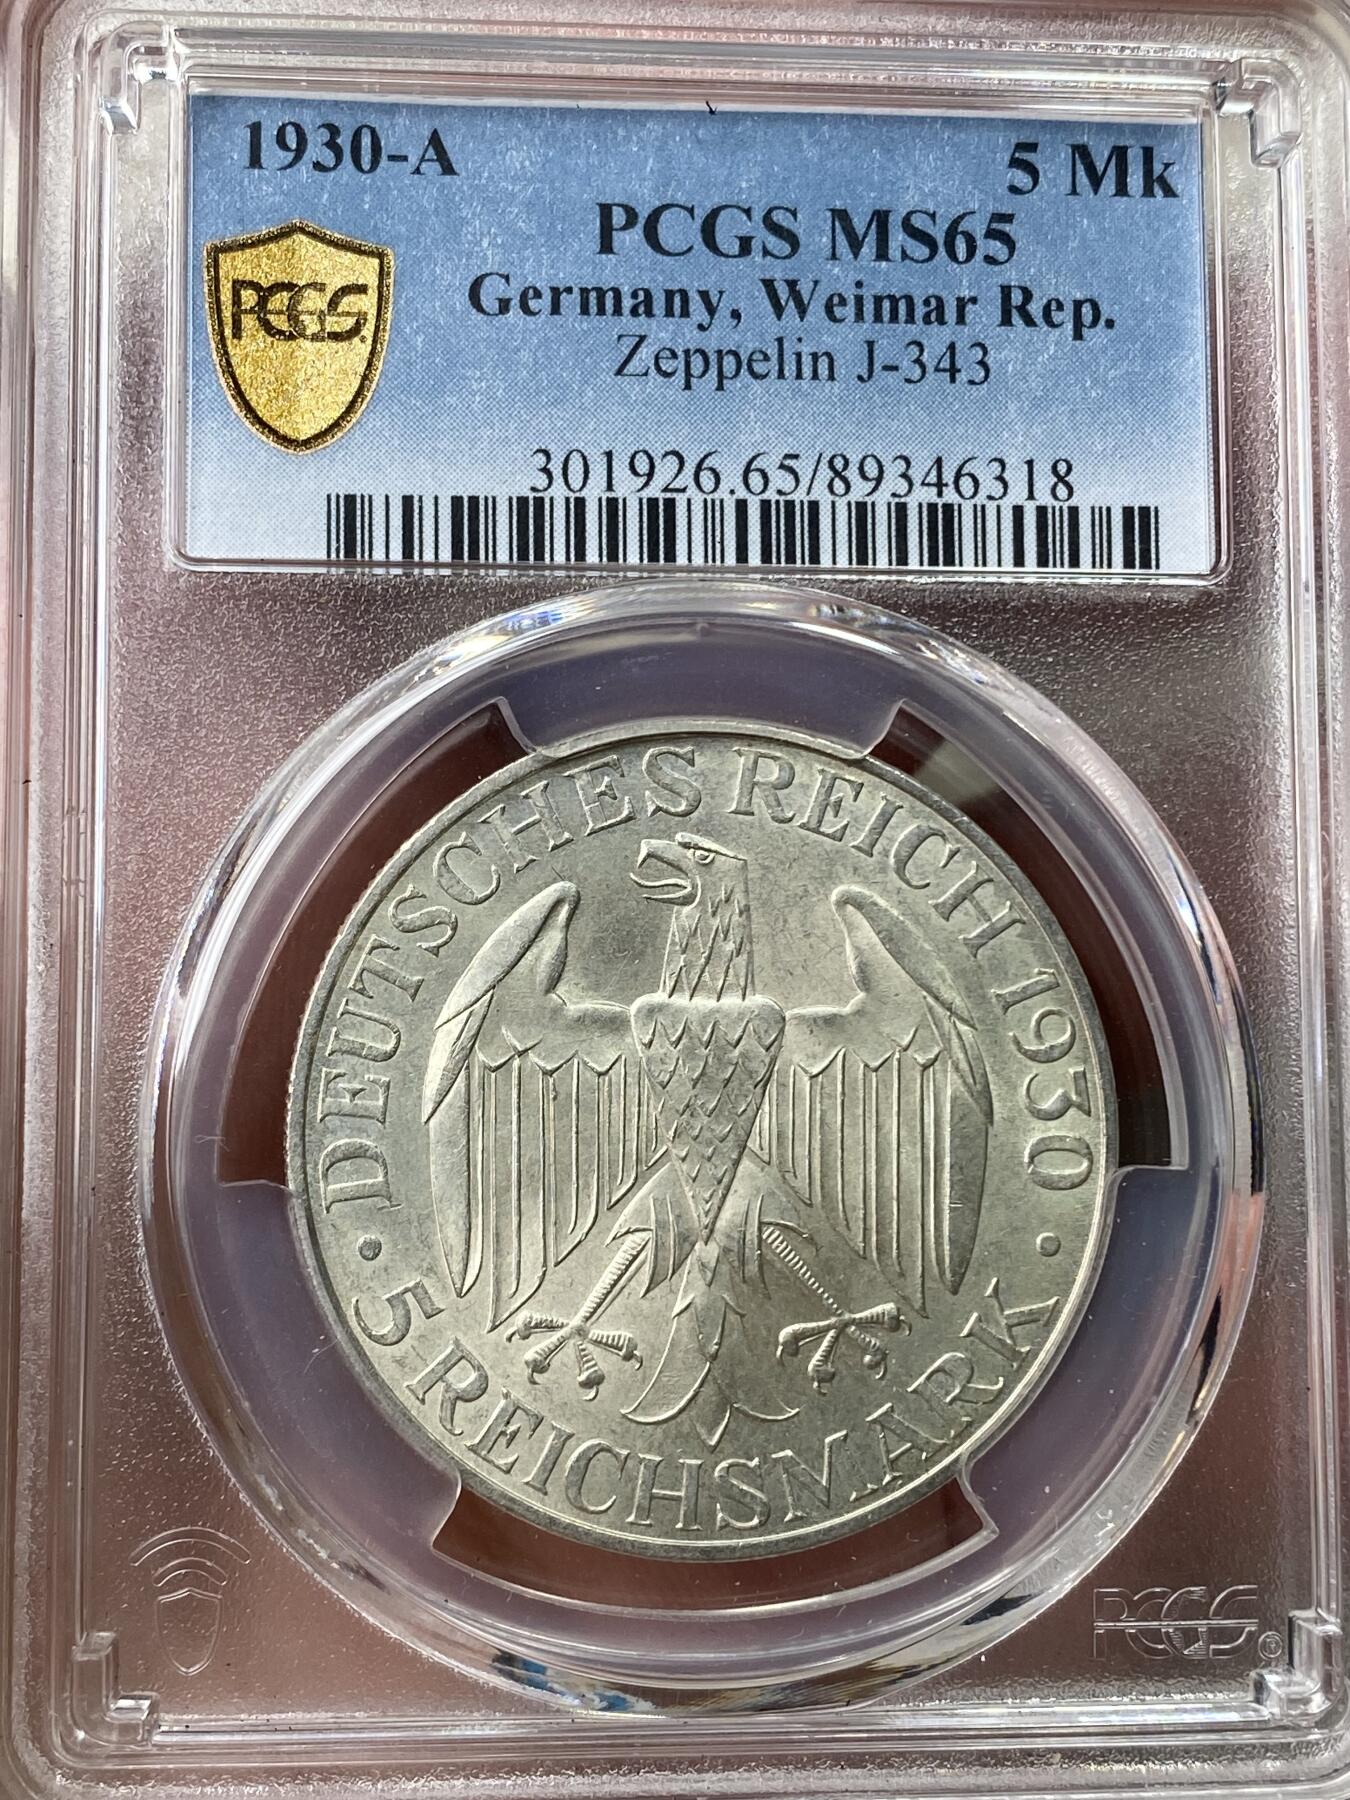 1930-A
5 Mk
PCGS MS65
Germany, Weimar Rep.
Zeppelin J-343
PCGS
301926.65/89346318
DEUTSCHES REICH 1930
· 5 REICHSMARK ·
PCGS®